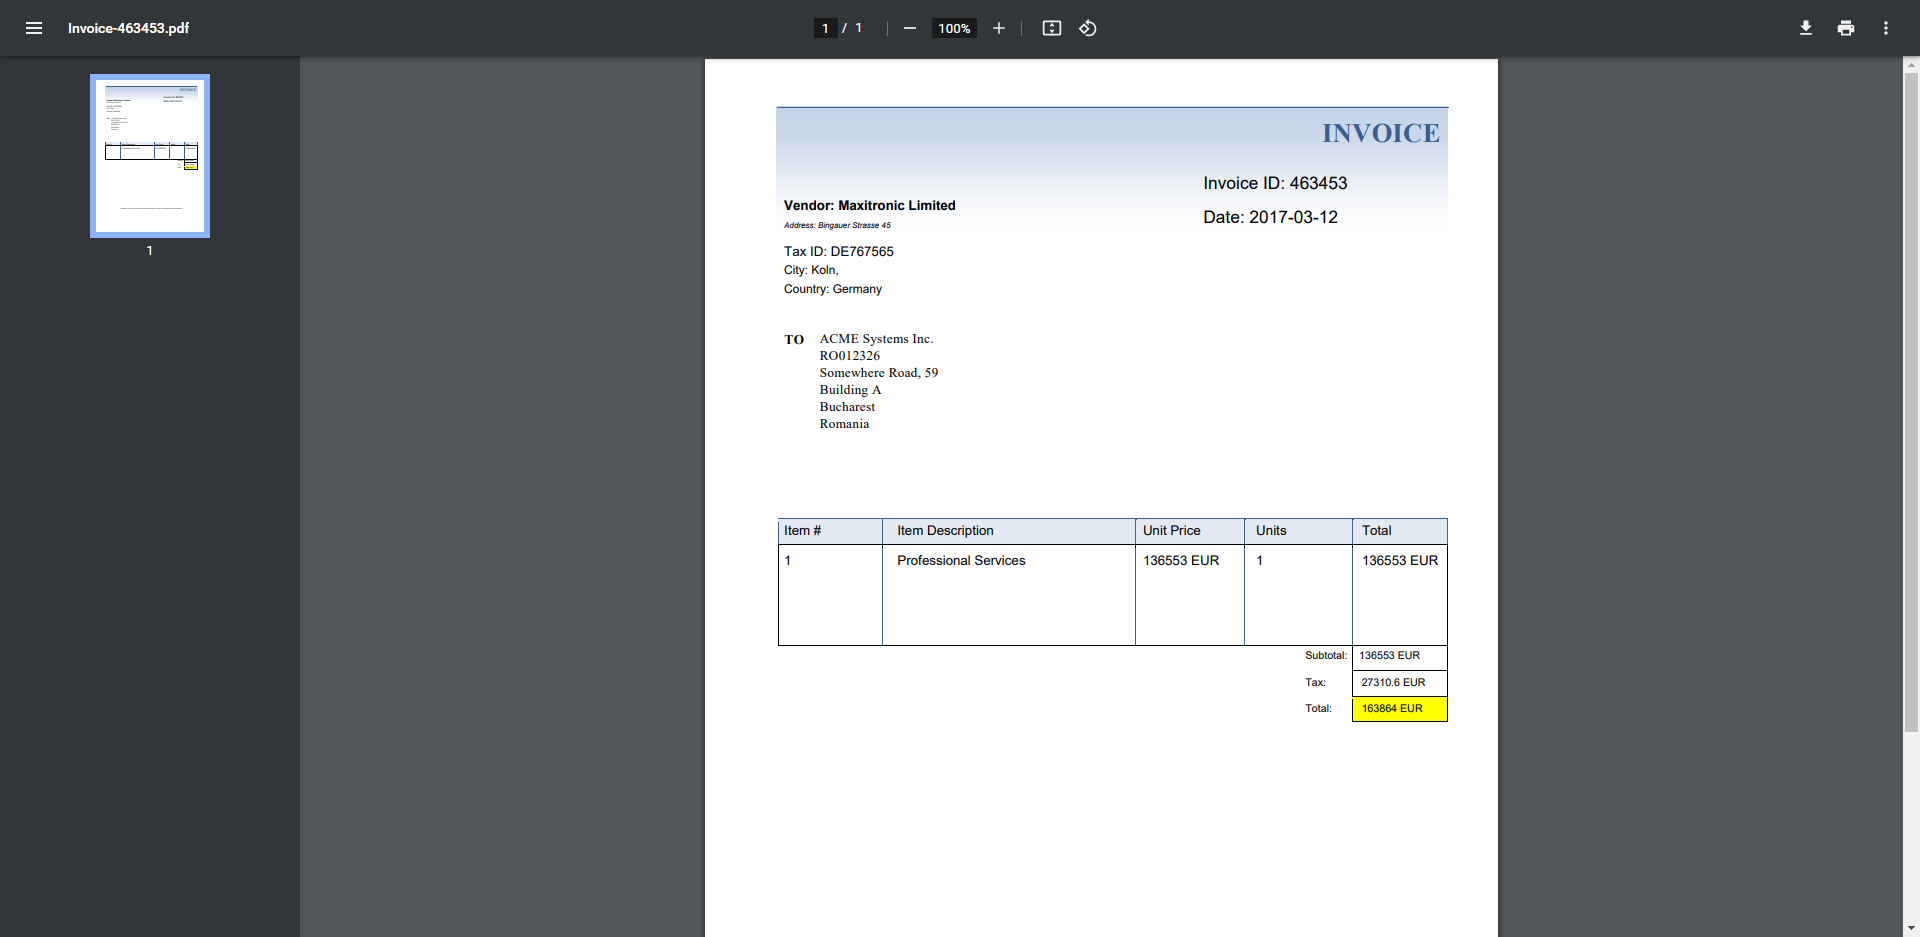 Invoice-463453.pdf
1 / 1
100%
1
INVOICE
Invoice ID: 463453
Date: 2017-03-12
Vendor: Maxitronic Limited
Address: Bingauer Strasse 45
Tax ID: DE767565
City: Koln,
Country: Germany
TO ACME Systems Inc.
RO012326
Somewhere Road, 59
Building A
Bucharest
Romania
Item # Item Description Unit Price Units Total
1 Professional Services 136553 EUR 1 136553 EUR
Subtotal: 136553 EUR
Tax: 27310.6 EUR
Total: 163864 EUR